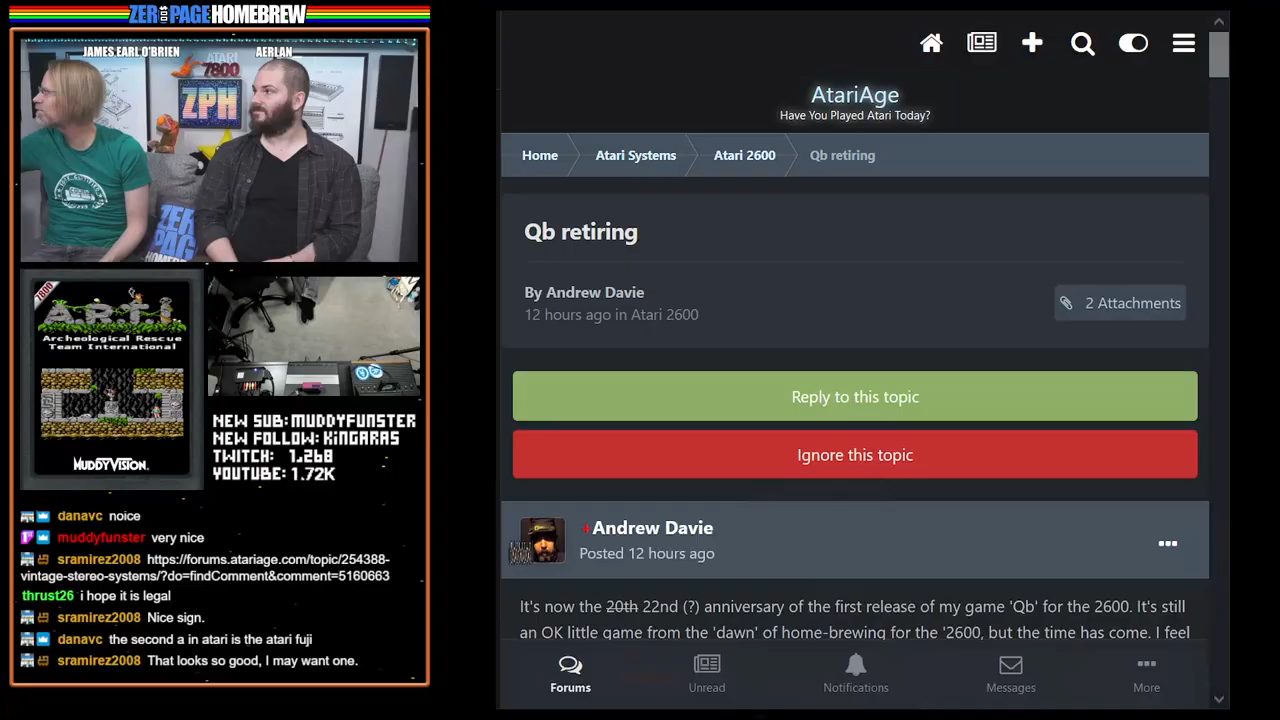 ZEROPAGE HOMEBREW
JAMES EARL O'BRIEN
AERLAN
ATARI
7800
ZPH
ZERO
PAGE
7800
A.R.T.I.
Archeological Rescue
Team International
MUDDYVISION
NEW SUB: MUDDYFUNSTER
NEW FOLLOW: KINGARAS
TWITCH: 1,268
YOUTUBE: 1.72K
danavc noice
muddyfunster very nice
sramirez2008 https://forums.atariage.com/topic/254388-
vintage-stereo-systems/?do=findComment&comment=5160663
thrust26 i hope it is legal
sramirez2008 Nice sign.
danavc the second a in atari is the atari fuji
sramirez2008 That looks so good, I may want one.
AtariAge
Have You Played Atari Today?
Home
Atari Systems
Atari 2600
Qb retiring
Qb retiring
By Andrew Davie
12 hours ago in Atari 2600
2 Attachments
Reply to this topic
Ignore this topic
+Andrew Davie
Posted 12 hours ago
It's now the 20th 22nd (?) anniversary of the first release of my game 'Qb' for the 2600. It's still
an OK little game from the 'dawn' of home-brewing for the '2600, but the time has come. I feel
Forums
Unread
Notifications
Messages
More